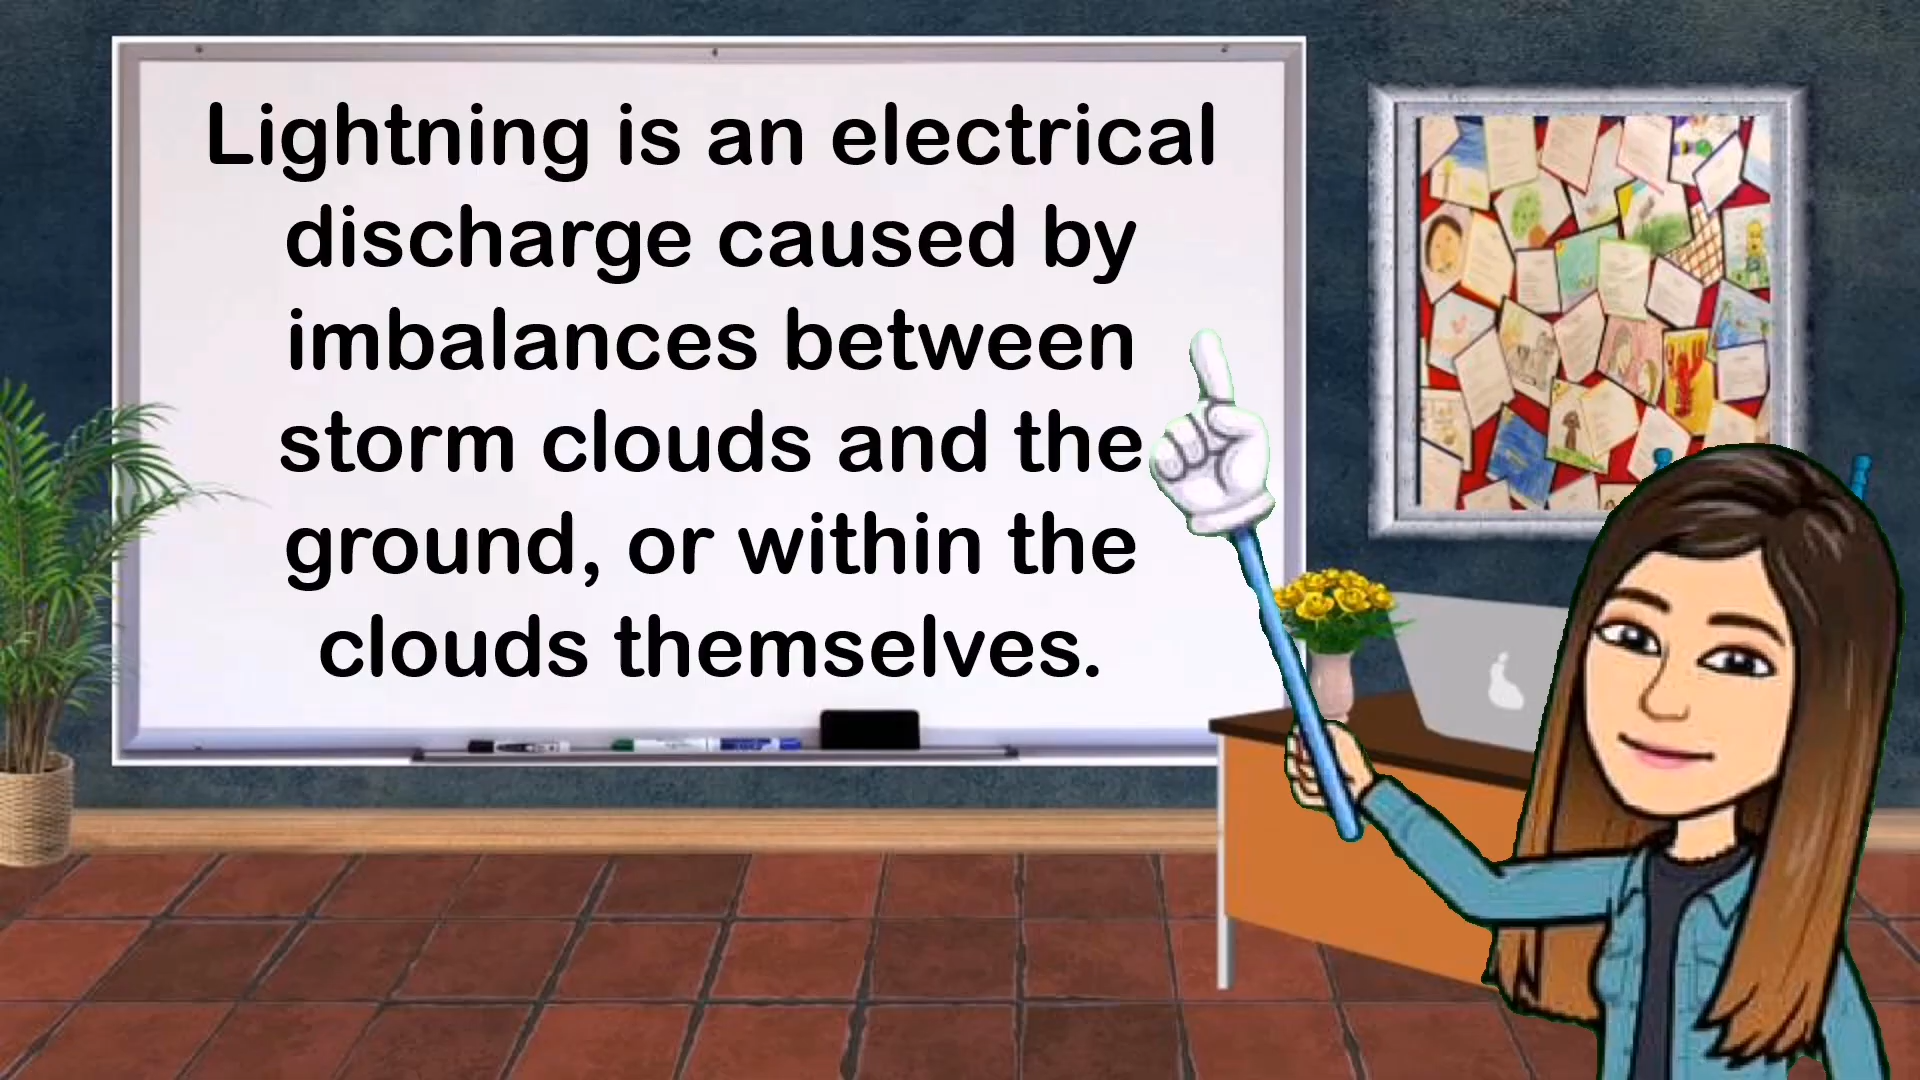 Lightning is an electrical
discharge caused by
imbalances between
storm clouds and the
ground, or within the
clouds themselves.